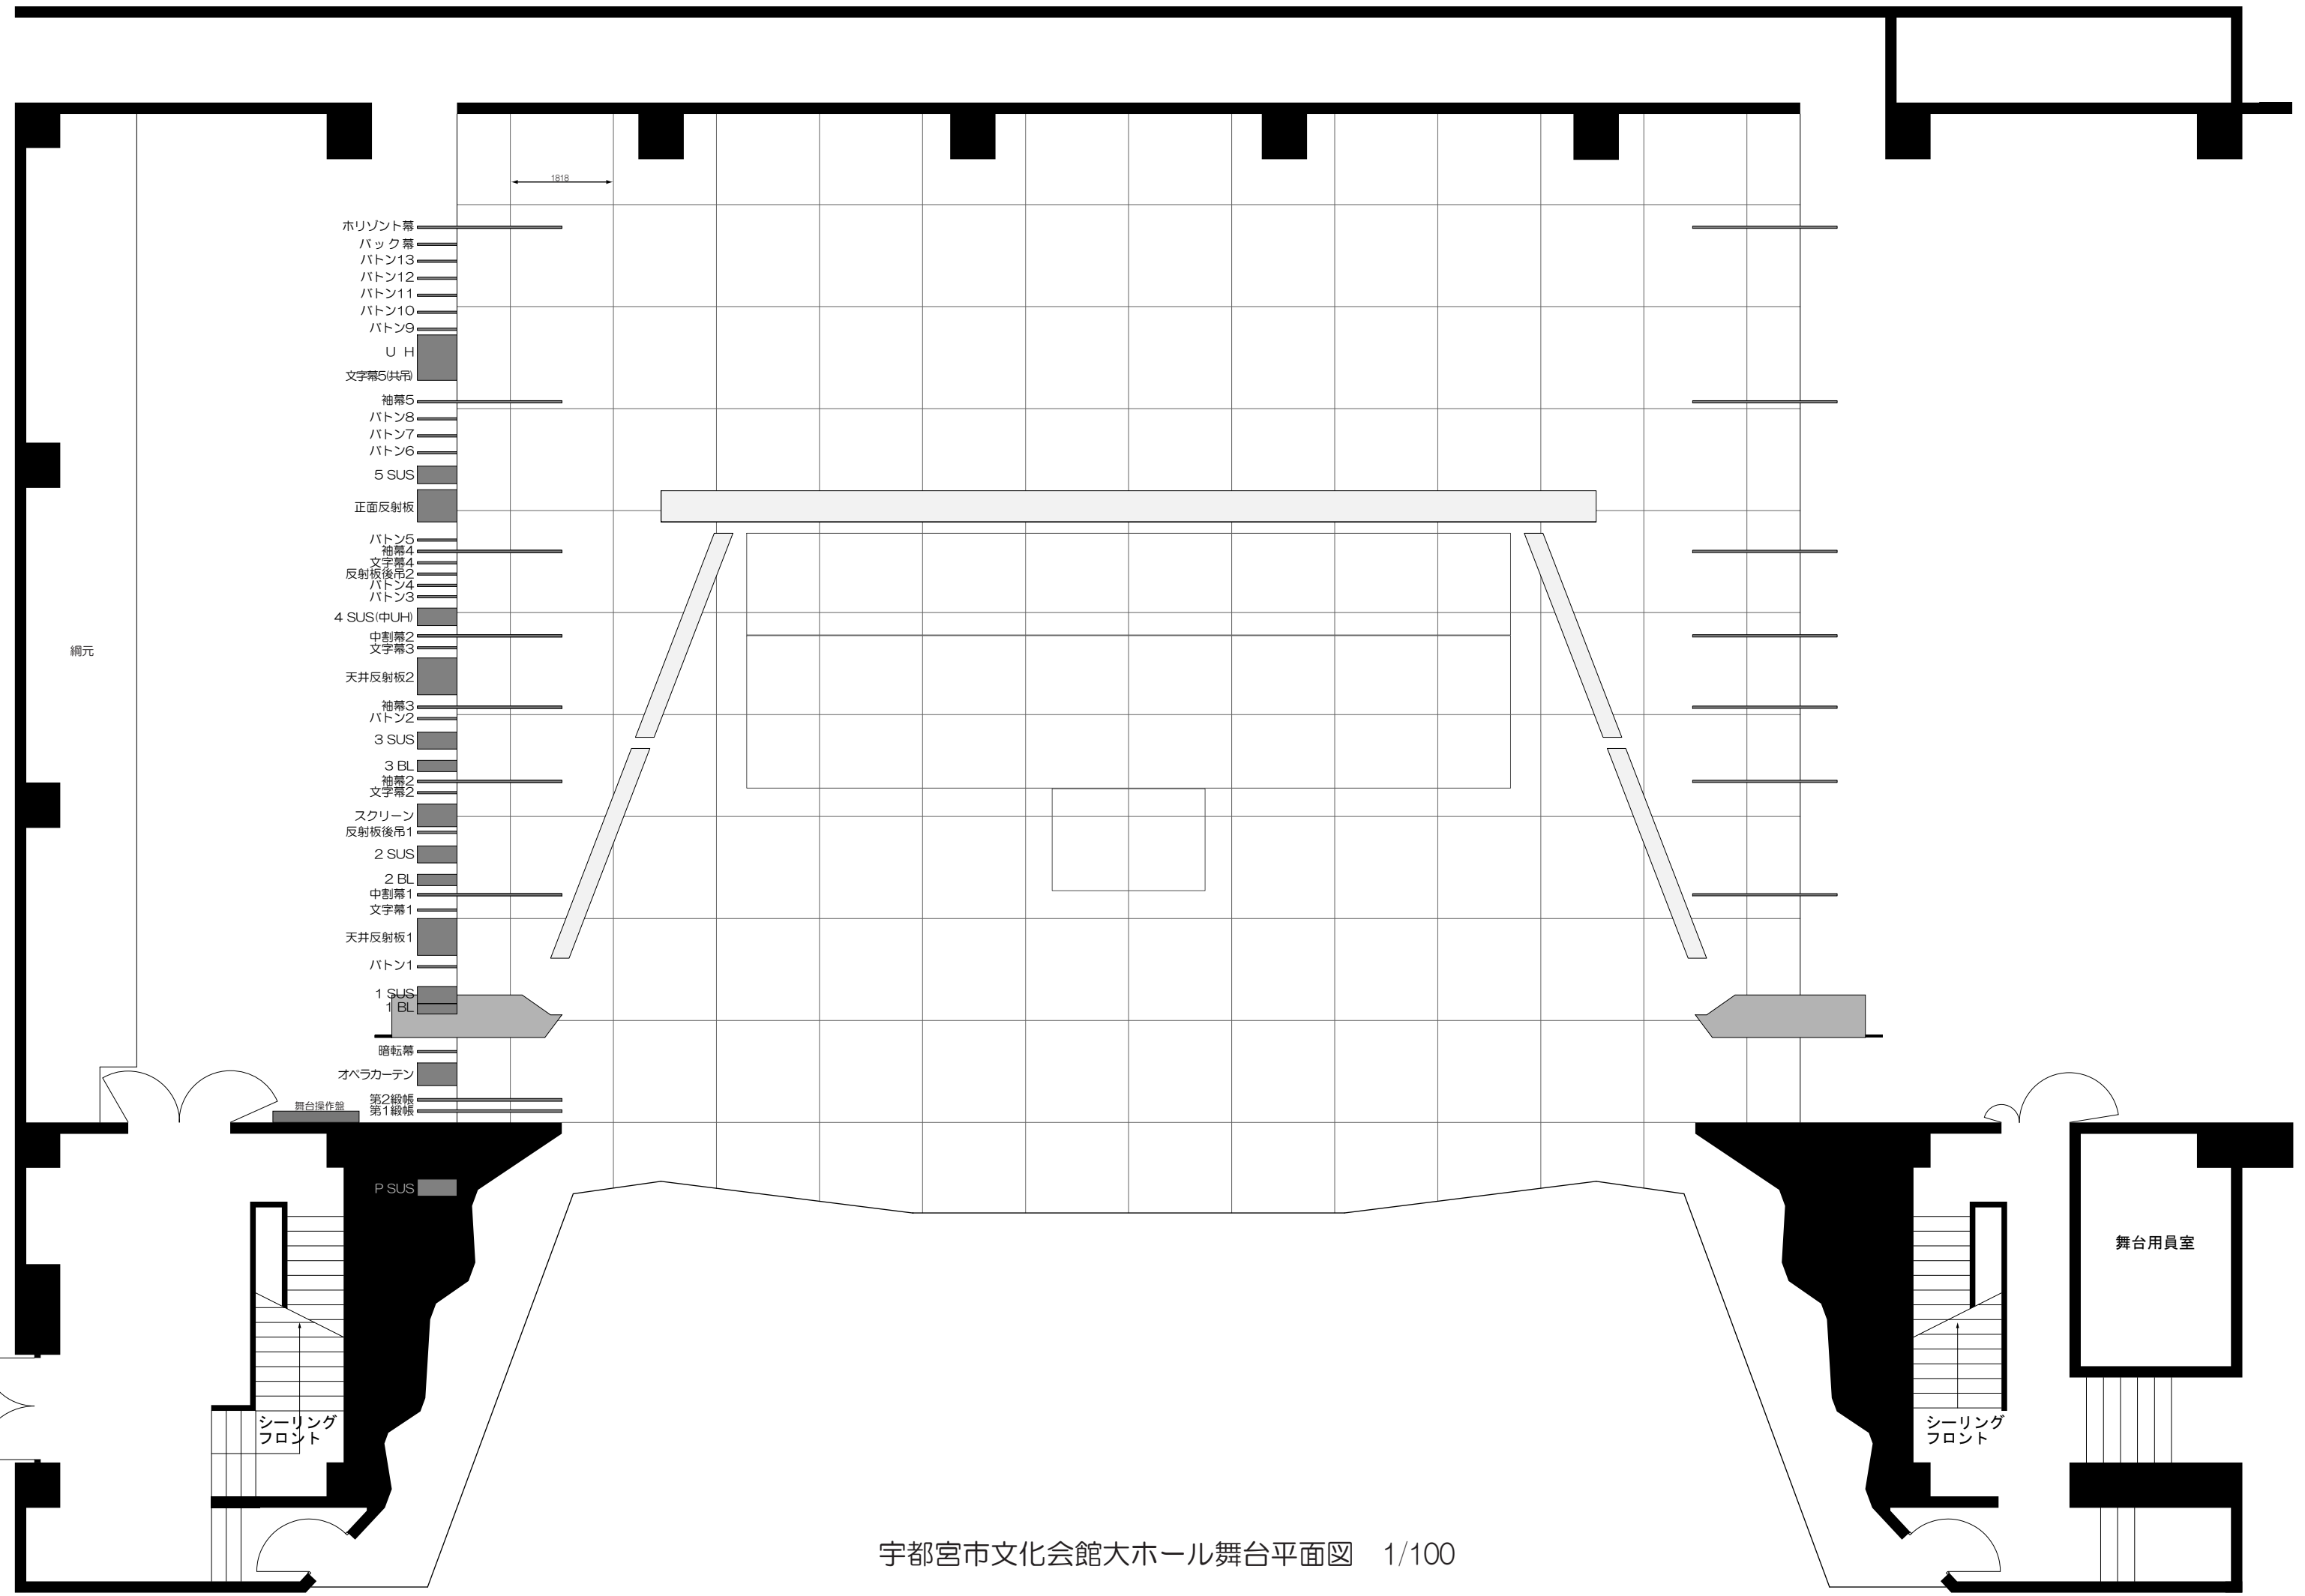 1818
ホリゾント幕
バック幕
バトン13
バトン12
バトン11
バトン10
バトン9
U H
文字幕5(共吊)
袖幕5
バトン8
バトン7
バトン6
5 SUS
正面反射板
バトン5
袖幕4
文字幕4
反射板後吊2
バトン4
バトン3
4 SUS(中UH)
中割幕2
文字幕3
綱元
天井反射板2
袖幕3
バトン2
3 SUS
3 BL
袖幕2
文字幕2
スクリーン
反射板後吊1
2 SUS
2 BL
中割幕1
文字幕1
天井反射板1
バトン1
1 SUS
1 BL
暗転幕
オペラカーテン
第2緞帳
舞台操作盤
第1緞帳
P SUS
舞台用員室
シーリング
フロント
シーリング
フロント
宇都宮市文化会館大ホール舞台平面図 1/100